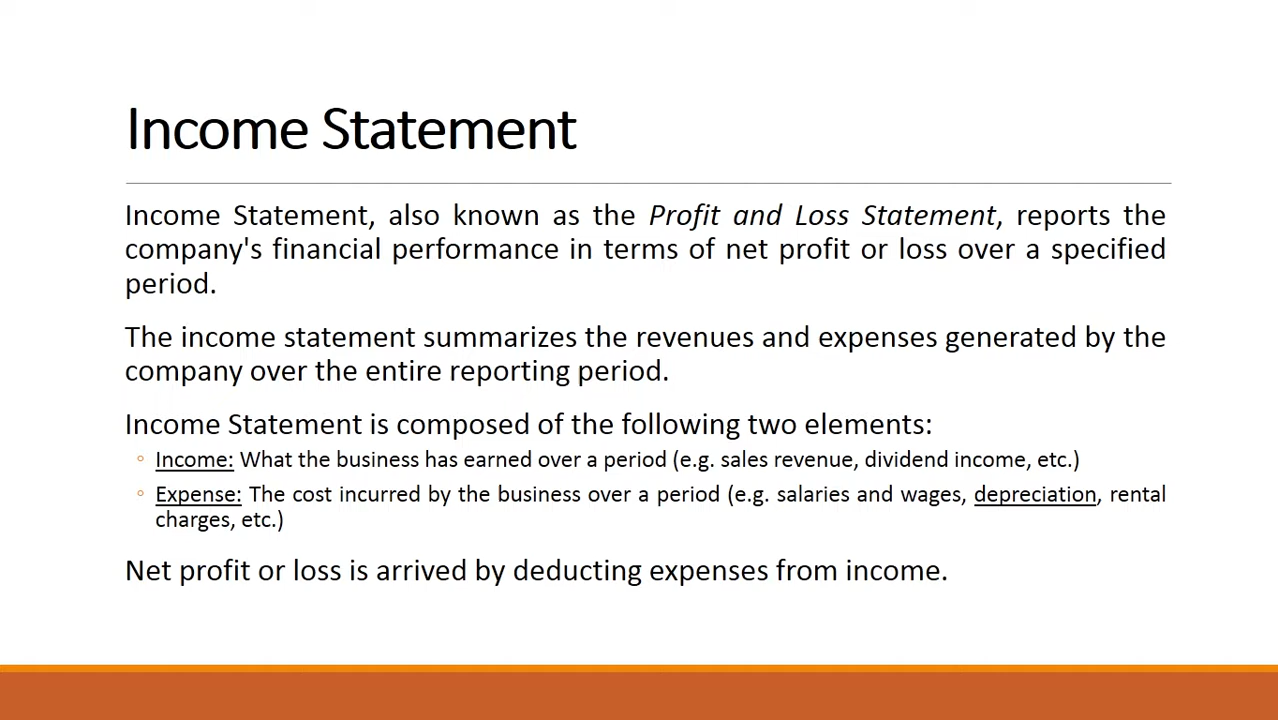 Income Statement
Income Statement, also known as the Profit and Loss Statement, reports the
company's financial performance in terms of net profit or loss over a specified
period.
The income statement summarizes the revenues and expenses generated by the
company over the entire reporting period.
Income Statement is composed of the following two elements:
◦ Income: What the business has earned over a period (e.g. sales revenue, dividend income, etc.)
◦ Expense: The cost incurred by the business over a period (e.g. salaries and wages, depreciation, rental
charges, etc.)
Net profit or loss is arrived by deducting expenses from income.